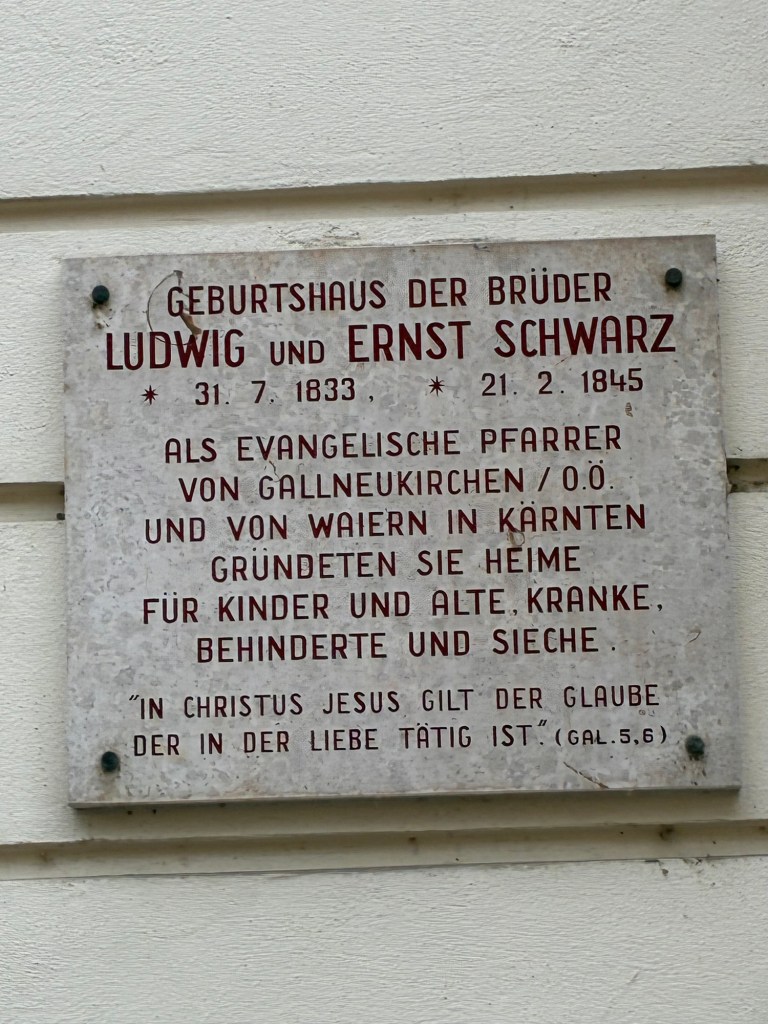 GEBURTSHAUS DER BRÜDER
LUDWIG UND ERNST SCHWARZ
* 31. 7. 1833, * 21. 2. 1845
ALS EVANGELISCHE PFARRER
VON GALLNEUKIRCHEN / O.Ö.
UND VON WAIERN IN KÄRNTEN
GRÜNDETEN SIE HEIME
FÜR KINDER UND ALTE, KRANKE,
BEHINDERTE UND SIECHE.
"IN CHRISTUS JESUS GILT DER GLAUBE
DER IN DER LIEBE TÄTIG IST." (GAL. 5,6)